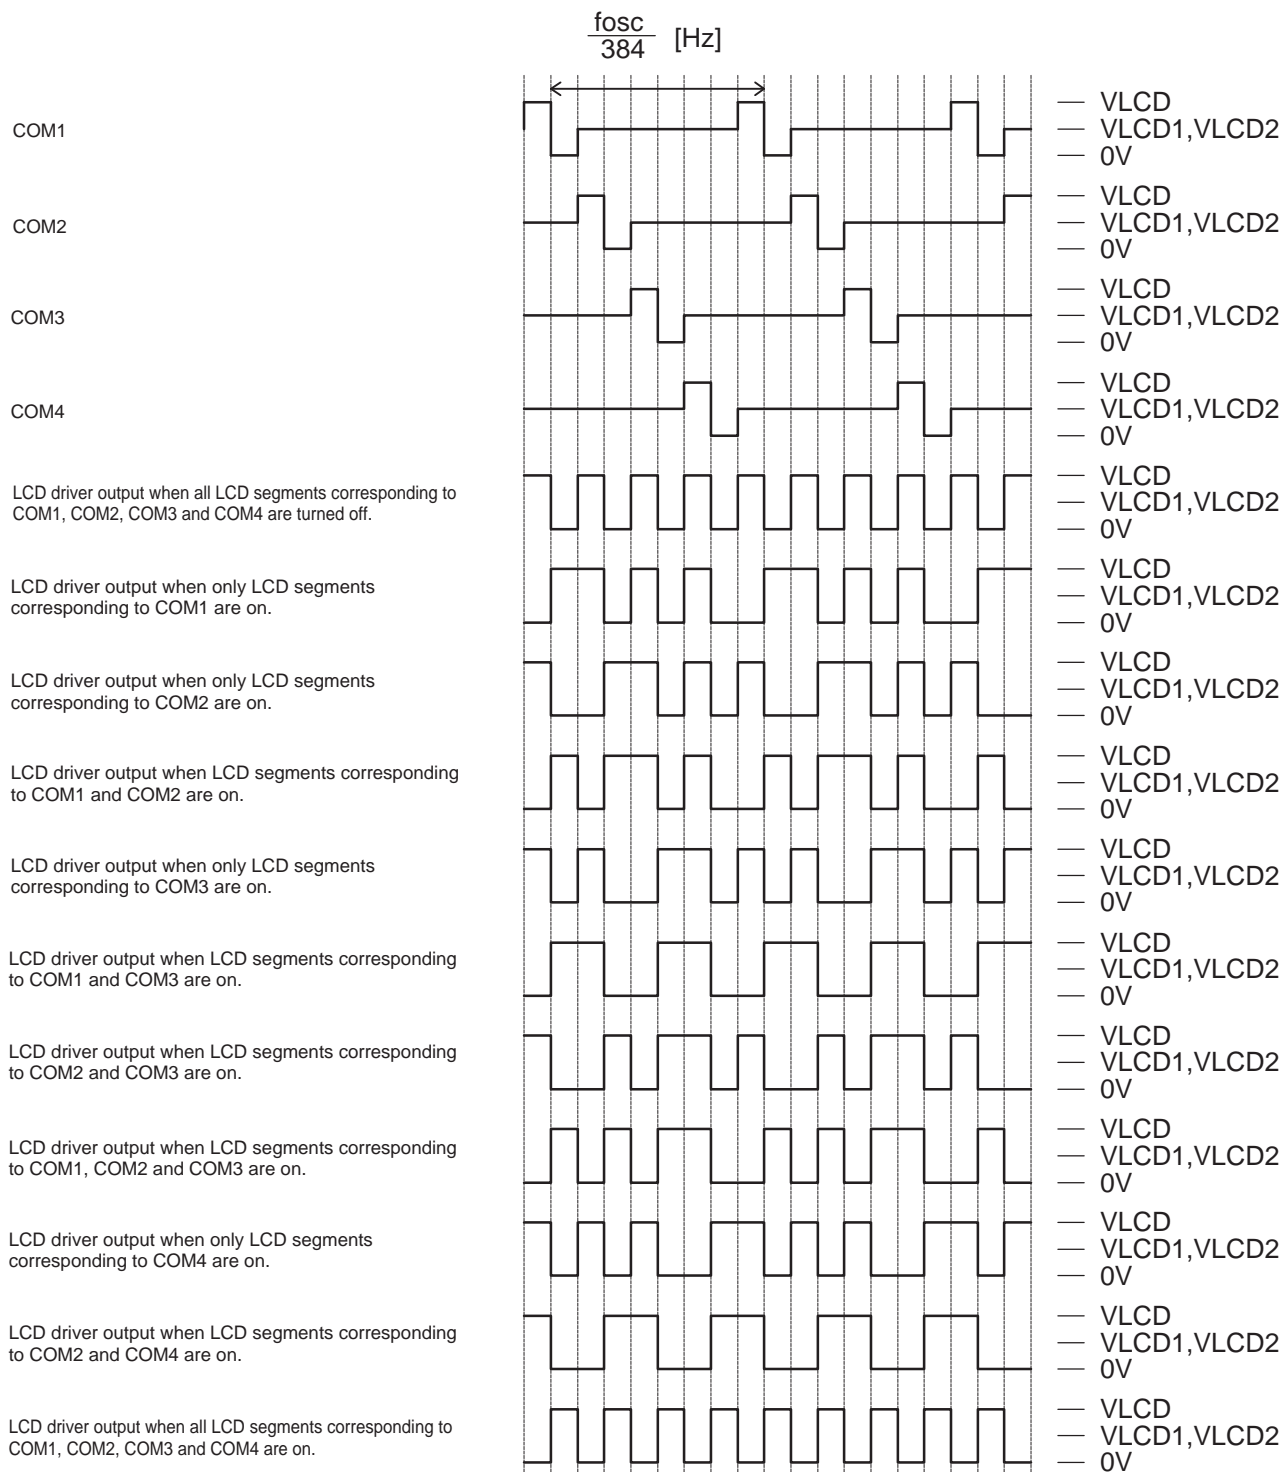 fosc
384 [Hz]
COM1
VLCD
VLCD1,VLCD2
0V
COM2
VLCD
VLCD1,VLCD2
0V
COM3
VLCD
VLCD1,VLCD2
0V
COM4
VLCD
VLCD1,VLCD2
0V
LCD driver output when all LCD segments corresponding to
COM1, COM2, COM3 and COM4 are turned off.
VLCD
VLCD1,VLCD2
0V
LCD driver output when only LCD segments
corresponding to COM1 are on.
VLCD
VLCD1,VLCD2
0V
LCD driver output when only LCD segments
corresponding to COM2 are on.
VLCD
VLCD1,VLCD2
0V
LCD driver output when LCD segments corresponding
to COM1 and COM2 are on.
VLCD
VLCD1,VLCD2
0V
LCD driver output when only LCD segments
corresponding to COM3 are on.
VLCD
VLCD1,VLCD2
0V
LCD driver output when LCD segments corresponding
to COM1 and COM3 are on.
VLCD
VLCD1,VLCD2
0V
LCD driver output when LCD segments corresponding
to COM2 and COM3 are on.
VLCD
VLCD1,VLCD2
0V
LCD driver output when LCD segments corresponding
to COM1, COM2 and COM3 are on.
VLCD
VLCD1,VLCD2
0V
LCD driver output when only LCD segments
corresponding to COM4 are on.
VLCD
VLCD1,VLCD2
0V
LCD driver output when LCD segments corresponding
to COM2 and COM4 are on.
VLCD
VLCD1,VLCD2
0V
LCD driver output when all LCD segments corresponding to
COM1, COM2, COM3 and COM4 are on.
VLCD
VLCD1,VLCD2
0V